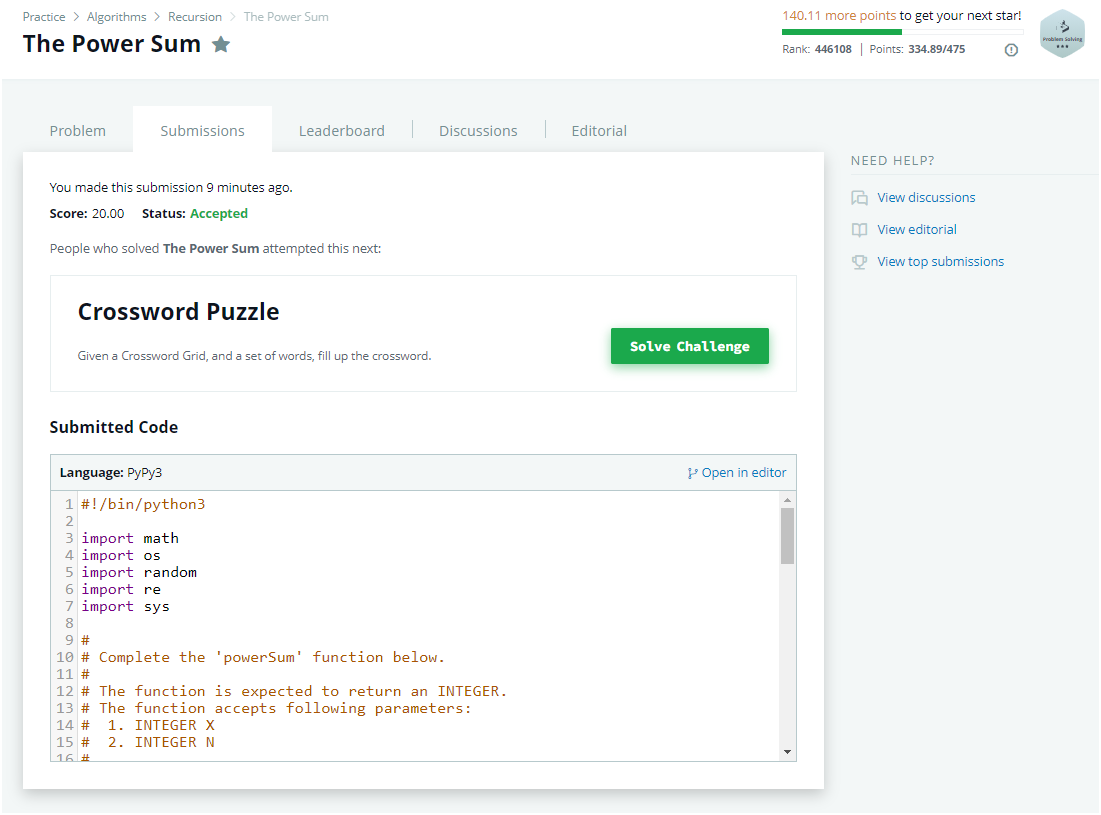 Practice > Algorithms > Recursion > The Power Sum
The Power Sum
140.11 more points to get your next star!
Rank: 446108 | Points: 334.89/475
Problem Solving
Problem
Submissions
Leaderboard
Discussions
Editorial
You made this submission 9 minutes ago.
Score: 20.00 Status: Accepted
People who solved The Power Sum attempted this next:
Crossword Puzzle
Given a Crossword Grid, and a set of words, fill up the crossword.
Solve Challenge
Submitted Code
Language: PyPy3
Open in editor
1 #!/bin/python3
2
3 import math
4 import os
5 import random
6 import re
7 import sys
8
9 #
10 # Complete the 'powerSum' function below.
11 #
12 # The function is expected to return an INTEGER.
13 # The function accepts following parameters:
14 #  1. INTEGER X
15 #  2. INTEGER N
16 #
NEED HELP?
View discussions
View editorial
View top submissions